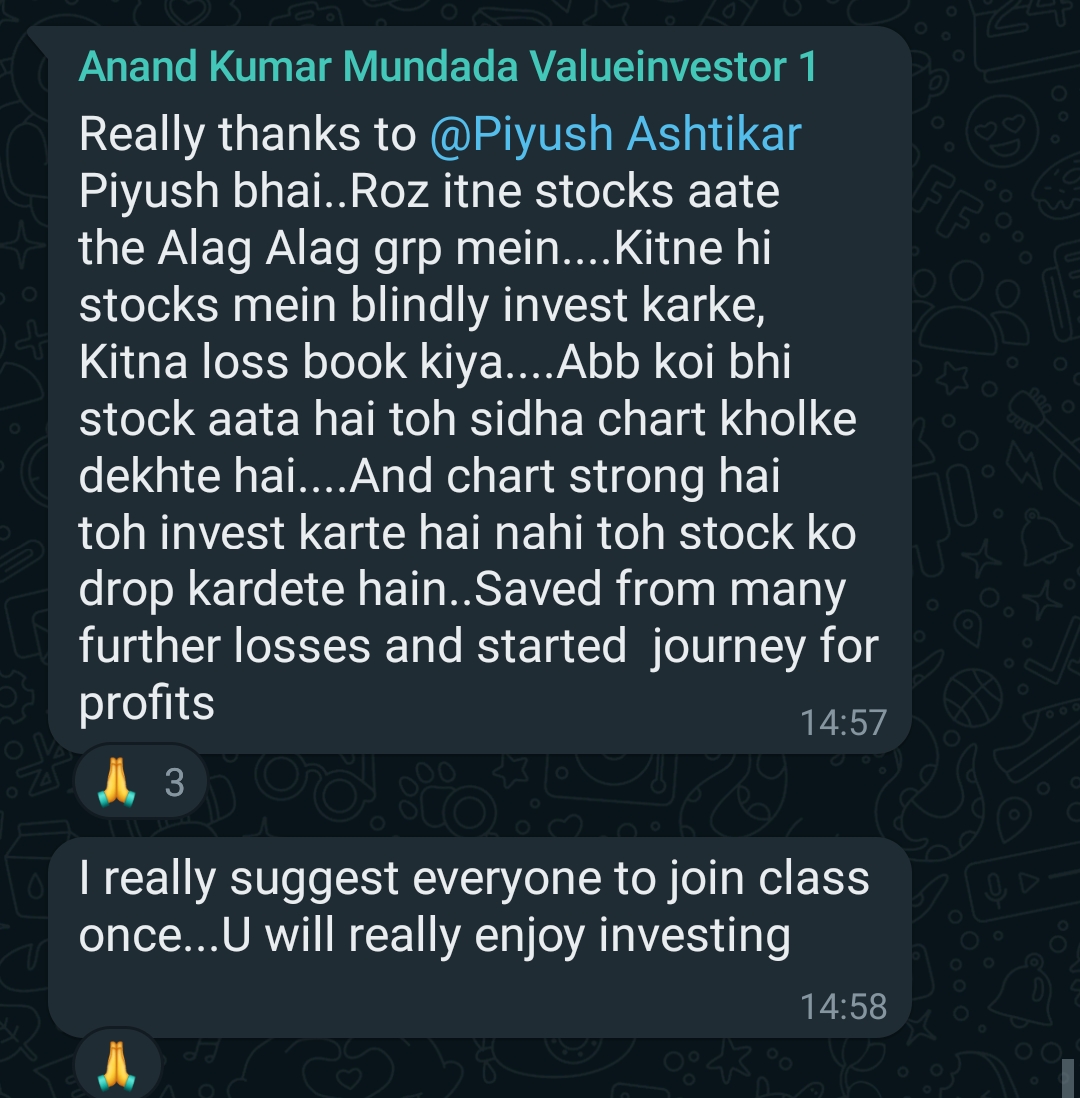 Anand Kumar Mundada Valueinvestor 1
Really thanks to @Piyush Ashtikar
Piyush bhai..Roz itne stocks aate
the Alag Alag grp mein....Kitne hi
stocks mein blindly invest karke,
Kitna loss book kiya....Abb koi bhi
stock aata hai toh sidha chart kholke
dekhte hai....And chart strong hai
toh invest karte hai nahi toh stock ko
drop kardete hain..Saved from many
further losses and started  journey for
profits
14:57
🙏 3
I really suggest everyone to join class
once...U will really enjoy investing
14:58
🙏